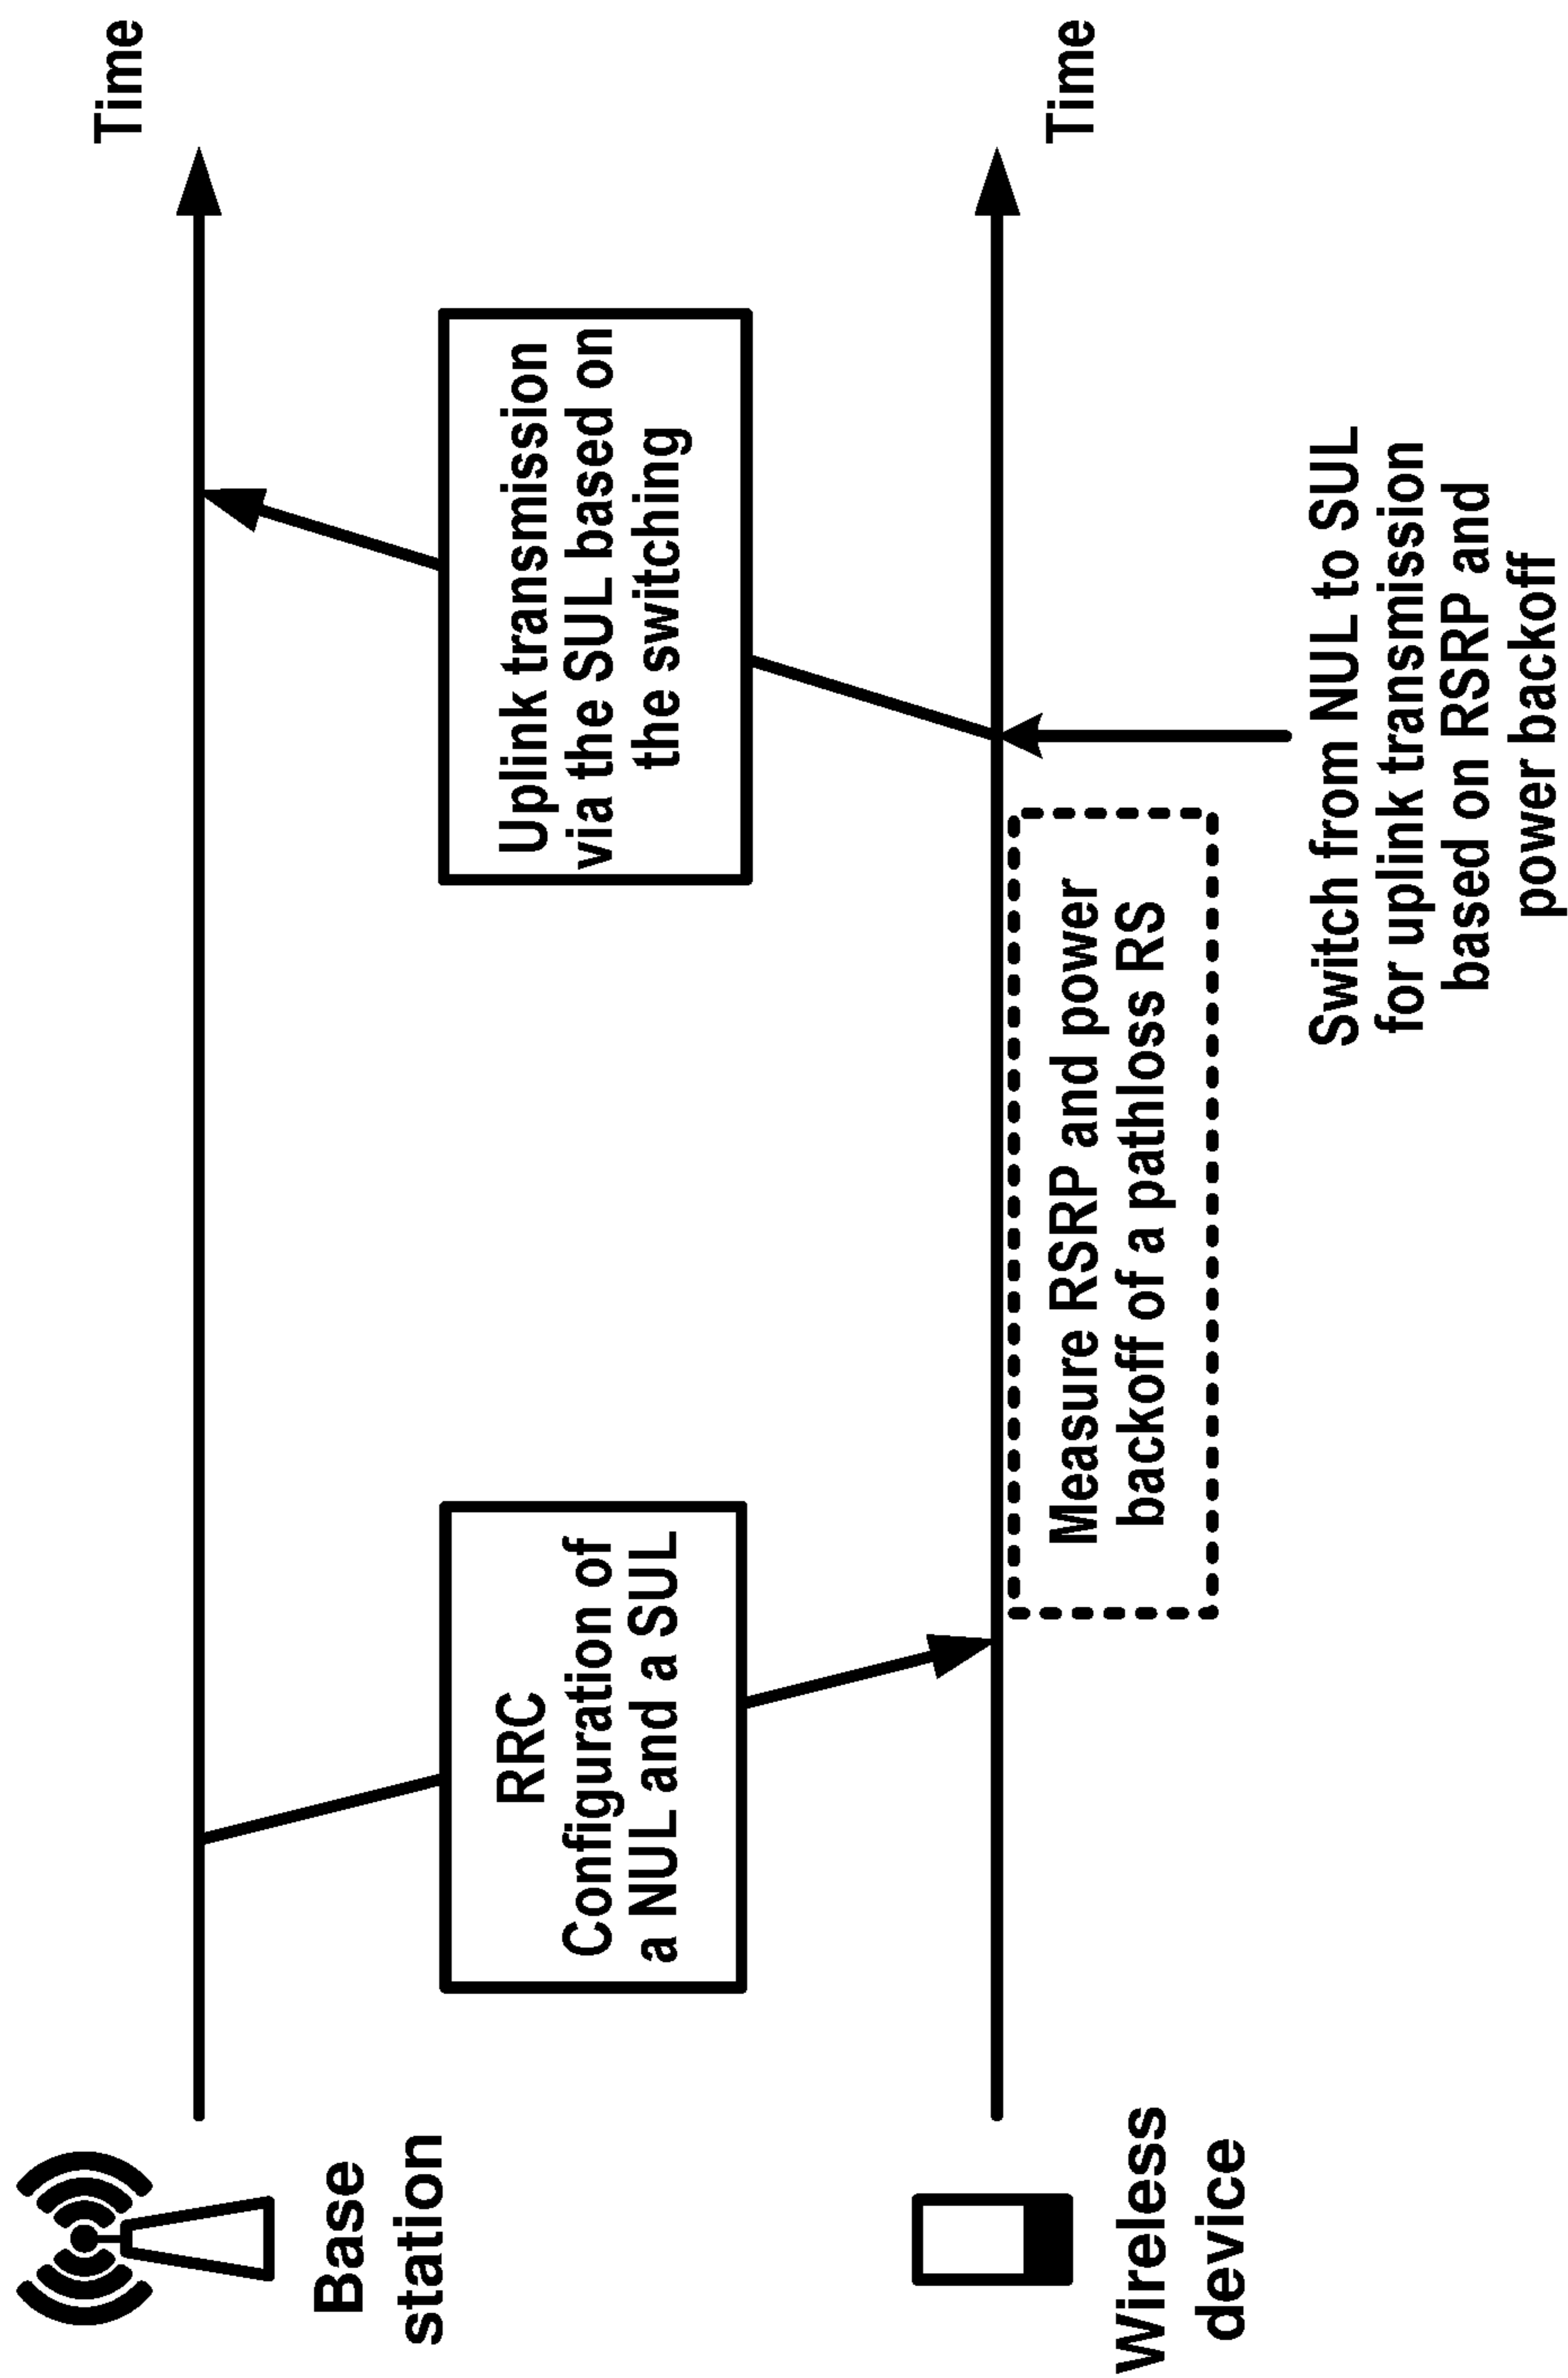 Base
station
Time
RRC
Configuration of
a NUL and a SUL
Uplink transmission
via the SUL based on
the switching
Wireless
device
Time
Measure RSRP and power
backoff of a pathloss RS
Switch from NUL to SUL
for uplink transmission
based on RSRP and
power backoff